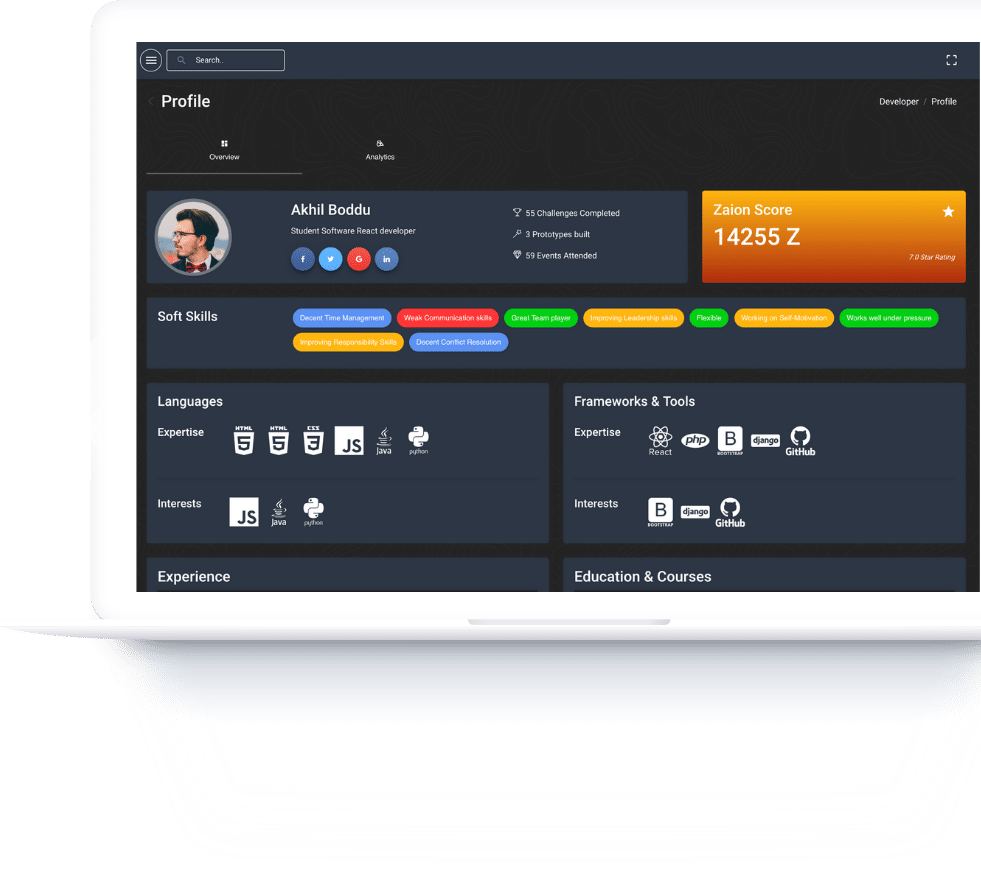 Search..
Profile
Developer / Profile
Overview
Analytics
Akhil Boddu
Student Software React developer
f
G
in
55 Challenges Completed
3 Prototypes built
59 Events Attended
Zaion Score
14255 Z
7.0 Star Rating
Soft Skills
Decent Time Management
Weak Communication skills
Great Team player
Improving Leadership skills
Flexible
Working on Self-Motivation
Works well under pressure
Improving Responsibility Skills
Decent Conflict Resolution
Languages
Expertise
HTML 5
HTML 5
CSS 3
JS
Java
python
Interests
JS
Java
python
Frameworks & Tools
Expertise
React
php
B BOOTSTRAP
django
GitHub
Interests
B BOOTSTRAP
django
GitHub
Experience
Education & Courses